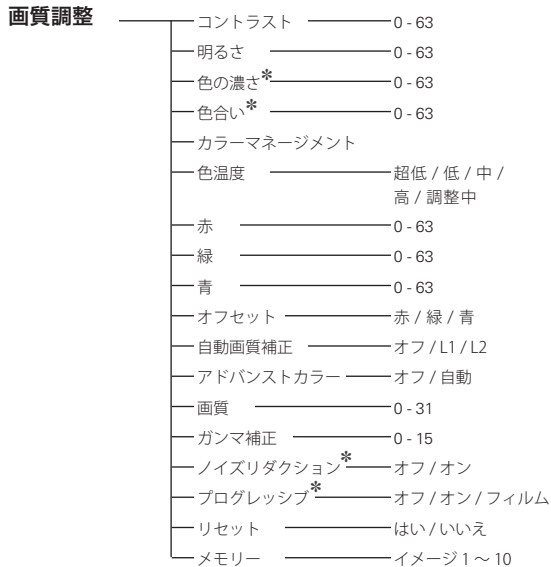 画質調整
コントラスト 0 - 63
明るさ 0 - 63
色の濃さ* 0 - 63
色合い* 0 - 63
カラーマネージメント
色温度 超低 / 低 / 中 /
高 / 調整中
赤 0 - 63
緑 0 - 63
青 0 - 63
オフセット 赤 / 緑 / 青
自動画質補正 オフ / L1 / L2
アドバンストカラー オフ / 自動
画質 0 - 31
ガンマ補正 0 - 15
ノイズリダクション* オフ / オン
プログレッシブ* オフ / オン / フィルム
リセット はい / いいえ
メモリー イメージ 1 ～ 10